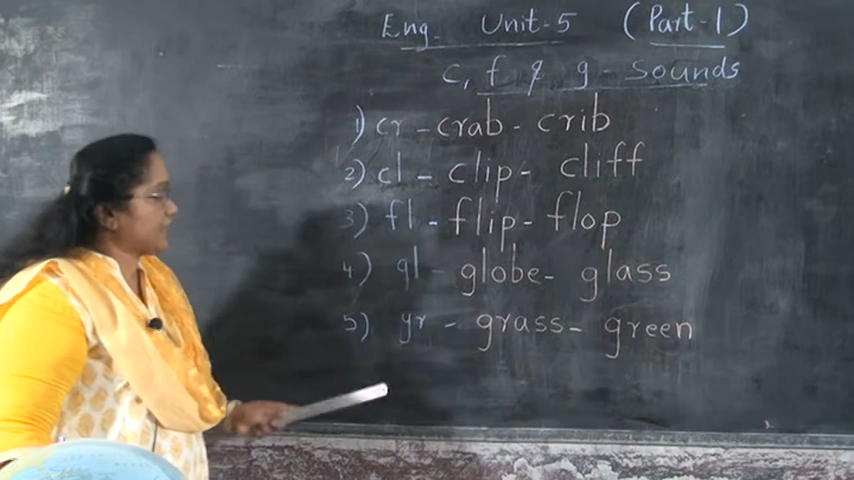 Eng. Unit-5 (Part-1)
c, f & g - sounds
1) cr - crab - crib
2) cl - clip - cliff
3) fl - flip - flop
4) gl - globe - glass
5) gr - grass - green